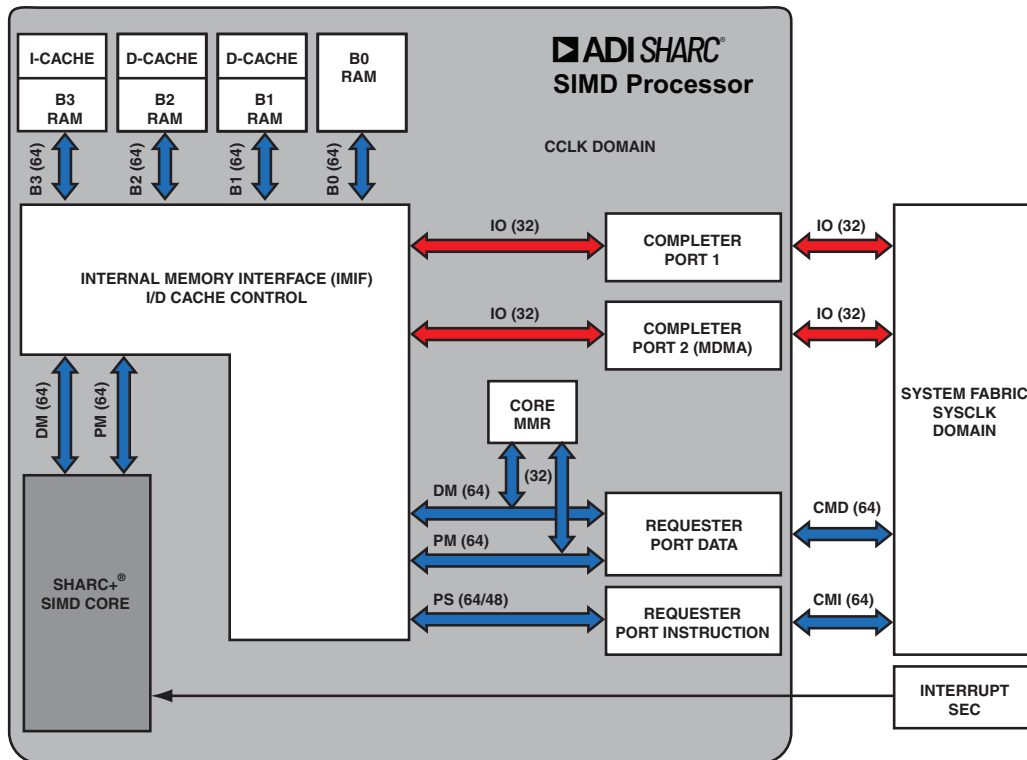 ADI SHARC®
SIMD Processor
CCLK DOMAIN
I-CACHE
B3
RAM
D-CACHE
B2
RAM
D-CACHE
B1
RAM
B0
RAM
B3 (64)
B2 (64)
B1 (64)
B0 (64)
INTERNAL MEMORY INTERFACE (IMIF)
I/D CACHE CONTROL
IO (32)
COMPLETER
PORT 1
IO (32)
IO (32)
COMPLETER
PORT 2 (MDMA)
IO (32)
SYSTEM FABRIC
SYSCLK
DOMAIN
CORE
MMR
(32)
DM (64)
PM (64)
DM (64)
PM (64)
REQUESTER
PORT DATA
CMD (64)
PS (64/48)
REQUESTER
PORT INSTRUCTION
CMI (64)
SHARC+®
SIMD CORE
INTERRUPT
SEC